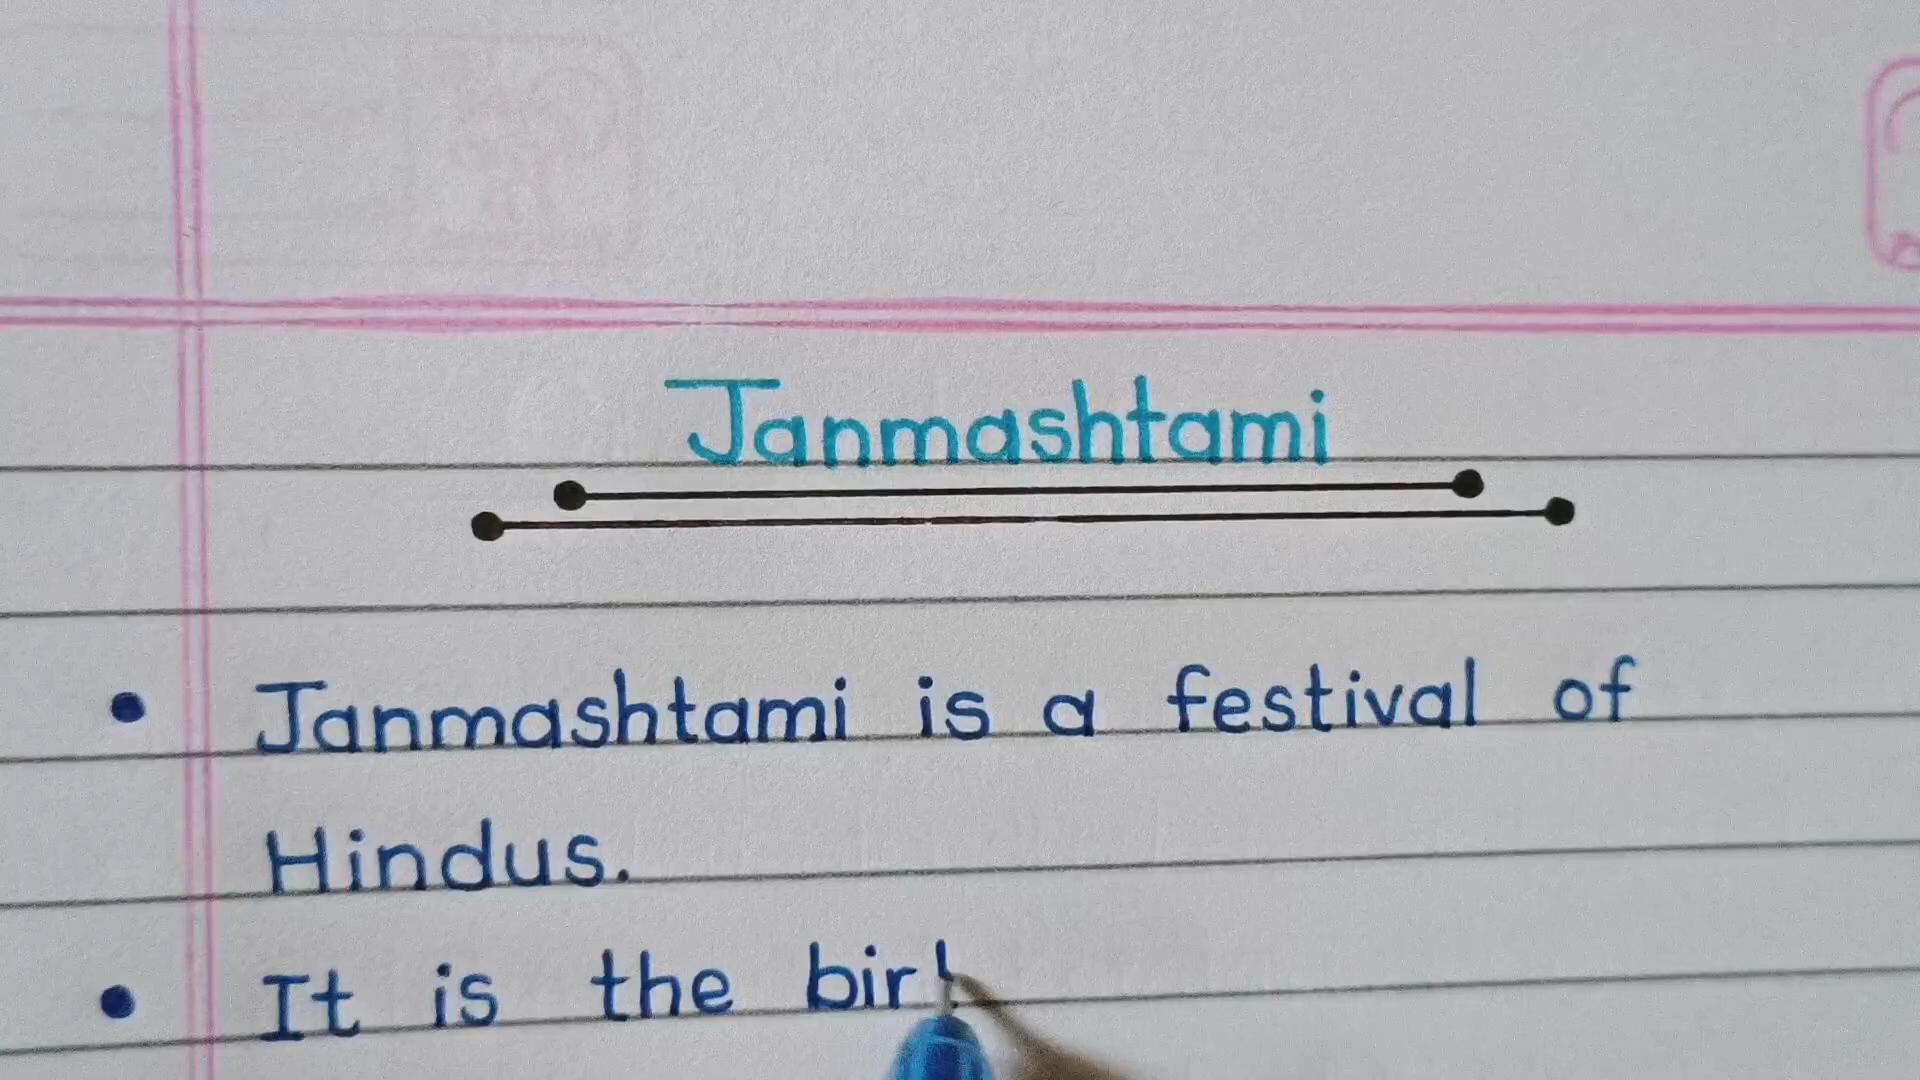 Janmashtami
• Janmashtami is a festival of
Hindus.
• It is the bir